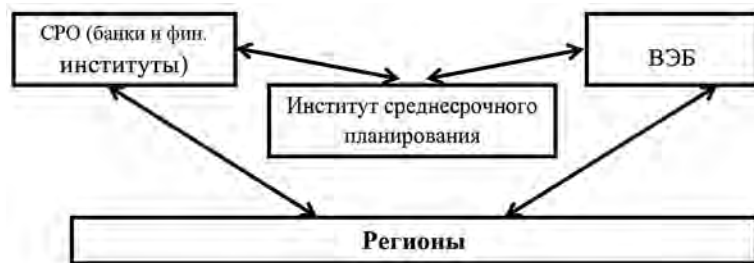 СРО (банки и фин.
институты)
ВЭБ
Институт среднесрочного
планирования
Регионы